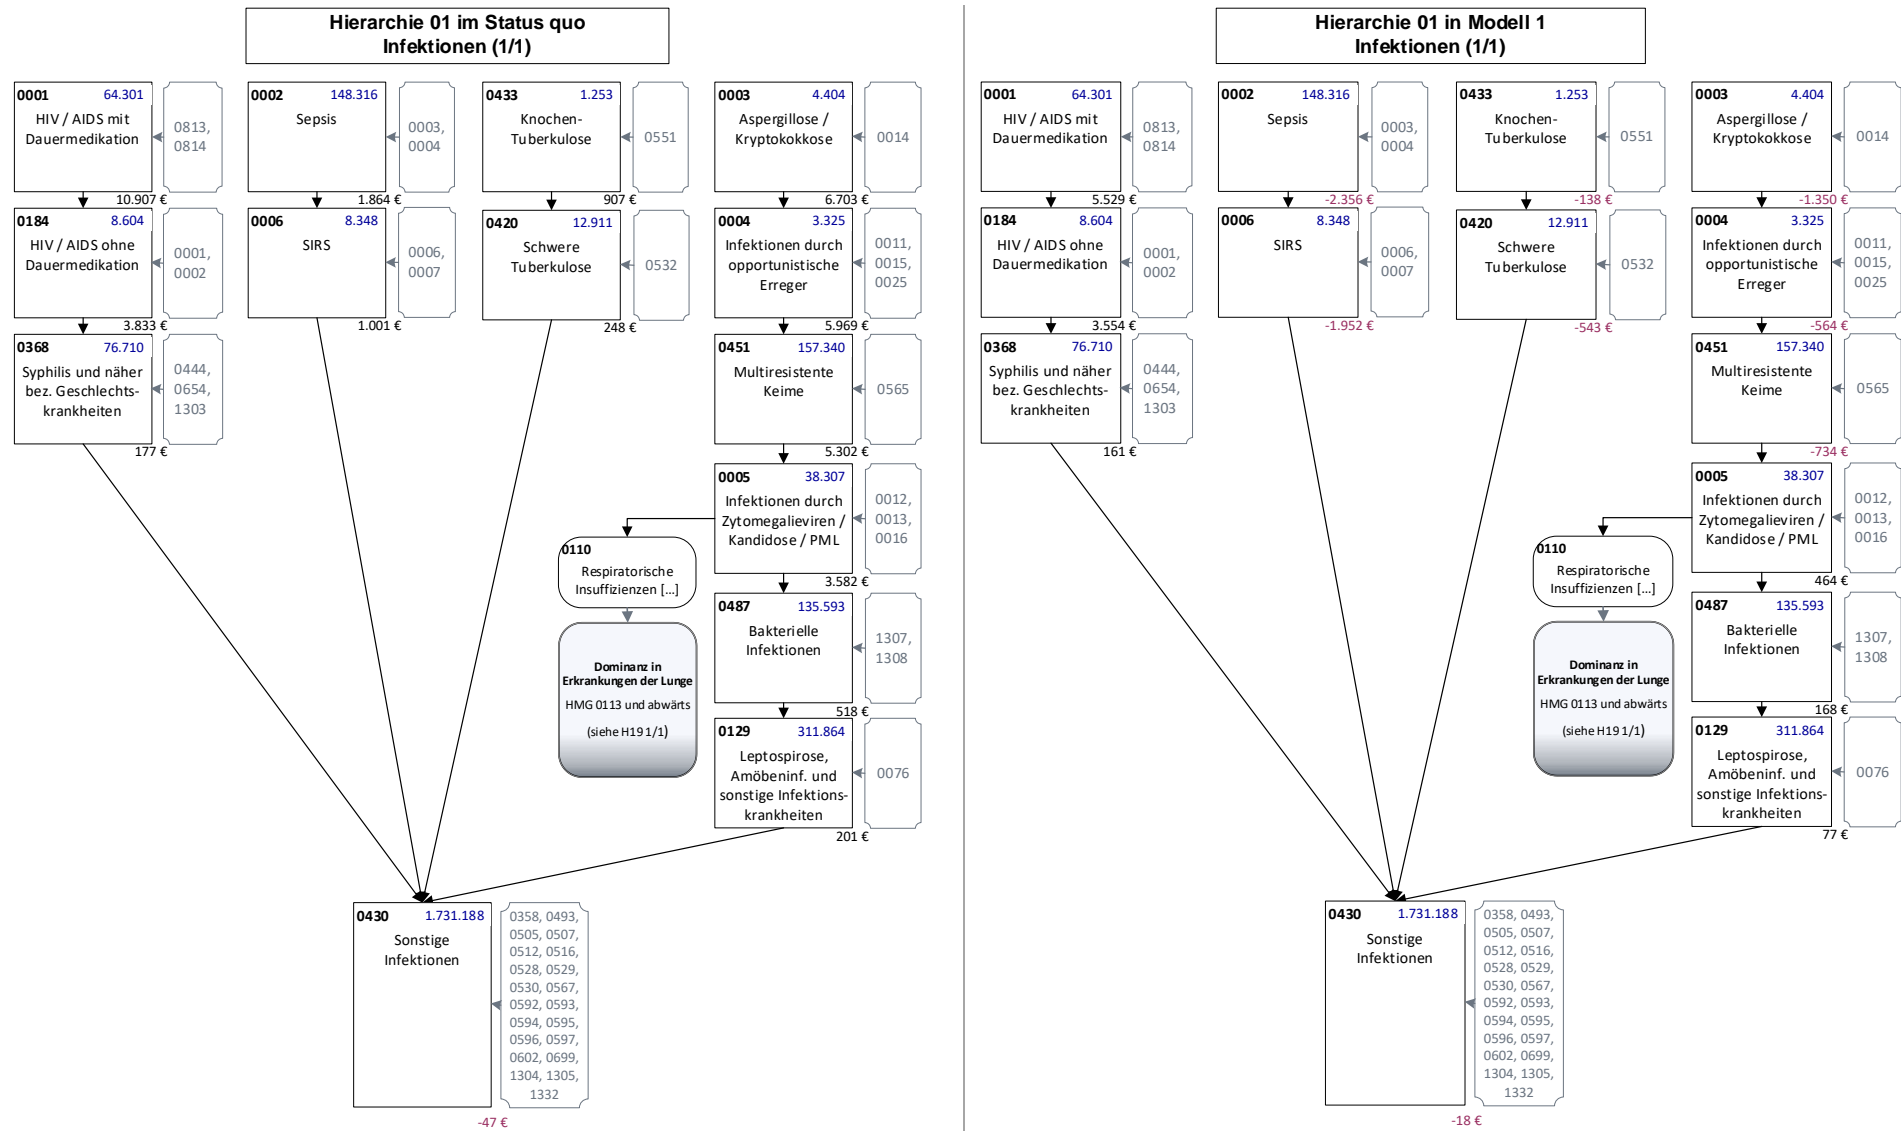 Hierarchie 01 im Status quo
Infektionen (1/1)
0001 64.301
HIV / AIDS mit
Dauermedikation
0813,
0814
10.907 €
0184 8.604
HIV / AIDS ohne
Dauermedikation
0001,
0002
3.833 €
0368 76.710
Syphilis und näher
bez. Geschlechts-
krankheiten
0444,
0654,
1303
177 €
0002 148.316
Sepsis
0003,
0004
1.864 €
0006 8.348
SIRS
0006,
0007
1.001 €
0433 1.253
Knochen-
Tuberkulose
0551
907 €
0420 12.911
Schwere
Tuberkulose
0532
248 €
0003 4.404
Aspergillose /
Kryptokokkose
0014
6.703 €
0004 3.325
Infektionen durch
opportunistische
Erreger
0011,
0015,
0025
5.969 €
0451 157.340
Multiresistente
Keime
0565
5.302 €
0005 38.307
Infektionen durch
Zytomegalieviren /
Kandidose / PML
0012,
0013,
0016
3.582 €
0110
Respiratorische
Insuffizienzen [...]
Dominanz in
Erkrankungen der Lunge
HMG 0113 und abwärts
(siehe H19 1/1)
0487 135.593
Bakterielle
Infektionen
1307,
1308
518 €
0129 311.864
Leptospirose,
Amöbeninf. und
sonstige Infektions-
krankheiten
0076
201 €
0430 1.731.188
Sonstige
Infektionen
0358, 0493,
0505, 0507,
0512, 0516,
0528, 0529,
0530, 0567,
0592, 0593,
0594, 0595,
0596, 0597,
0602, 0699,
1304, 1305,
1332
-47 €
Hierarchie 01 in Modell 1
Infektionen (1/1)
0001 64.301
HIV / AIDS mit
Dauermedikation
0813,
0814
5.529 €
0184 8.604
HIV / AIDS ohne
Dauermedikation
0001,
0002
3.554 €
0368 76.710
Syphilis und näher
bez. Geschlechts-
krankheiten
0444,
0654,
1303
161 €
0002 148.316
Sepsis
0003,
0004
-2.356 €
0006 8.348
SIRS
0006,
0007
-1.952 €
0433 1.253
Knochen-
Tuberkulose
0551
-138 €
0420 12.911
Schwere
Tuberkulose
0532
-543 €
0003 4.404
Aspergillose /
Kryptokokkose
0014
-1.350 €
0004 3.325
Infektionen durch
opportunistische
Erreger
0011,
0015,
0025
-564 €
0451 157.340
Multiresistente
Keime
0565
-734 €
0005 38.307
Infektionen durch
Zytomegalieviren /
Kandidose / PML
0012,
0013,
0016
464 €
0110
Respiratorische
Insuffizienzen [...]
Dominanz in
Erkrankungen der Lunge
HMG 0113 und abwärts
(siehe H19 1/1)
0487 135.593
Bakterielle
Infektionen
1307,
1308
168 €
0129 311.864
Leptospirose,
Amöbeninf. und
sonstige Infektions-
krankheiten
0076
77 €
0430 1.731.188
Sonstige
Infektionen
0358, 0493,
0505, 0507,
0512, 0516,
0528, 0529,
0530, 0567,
0592, 0593,
0594, 0595,
0596, 0597,
0602, 0699,
1304, 1305,
1332
-18 €